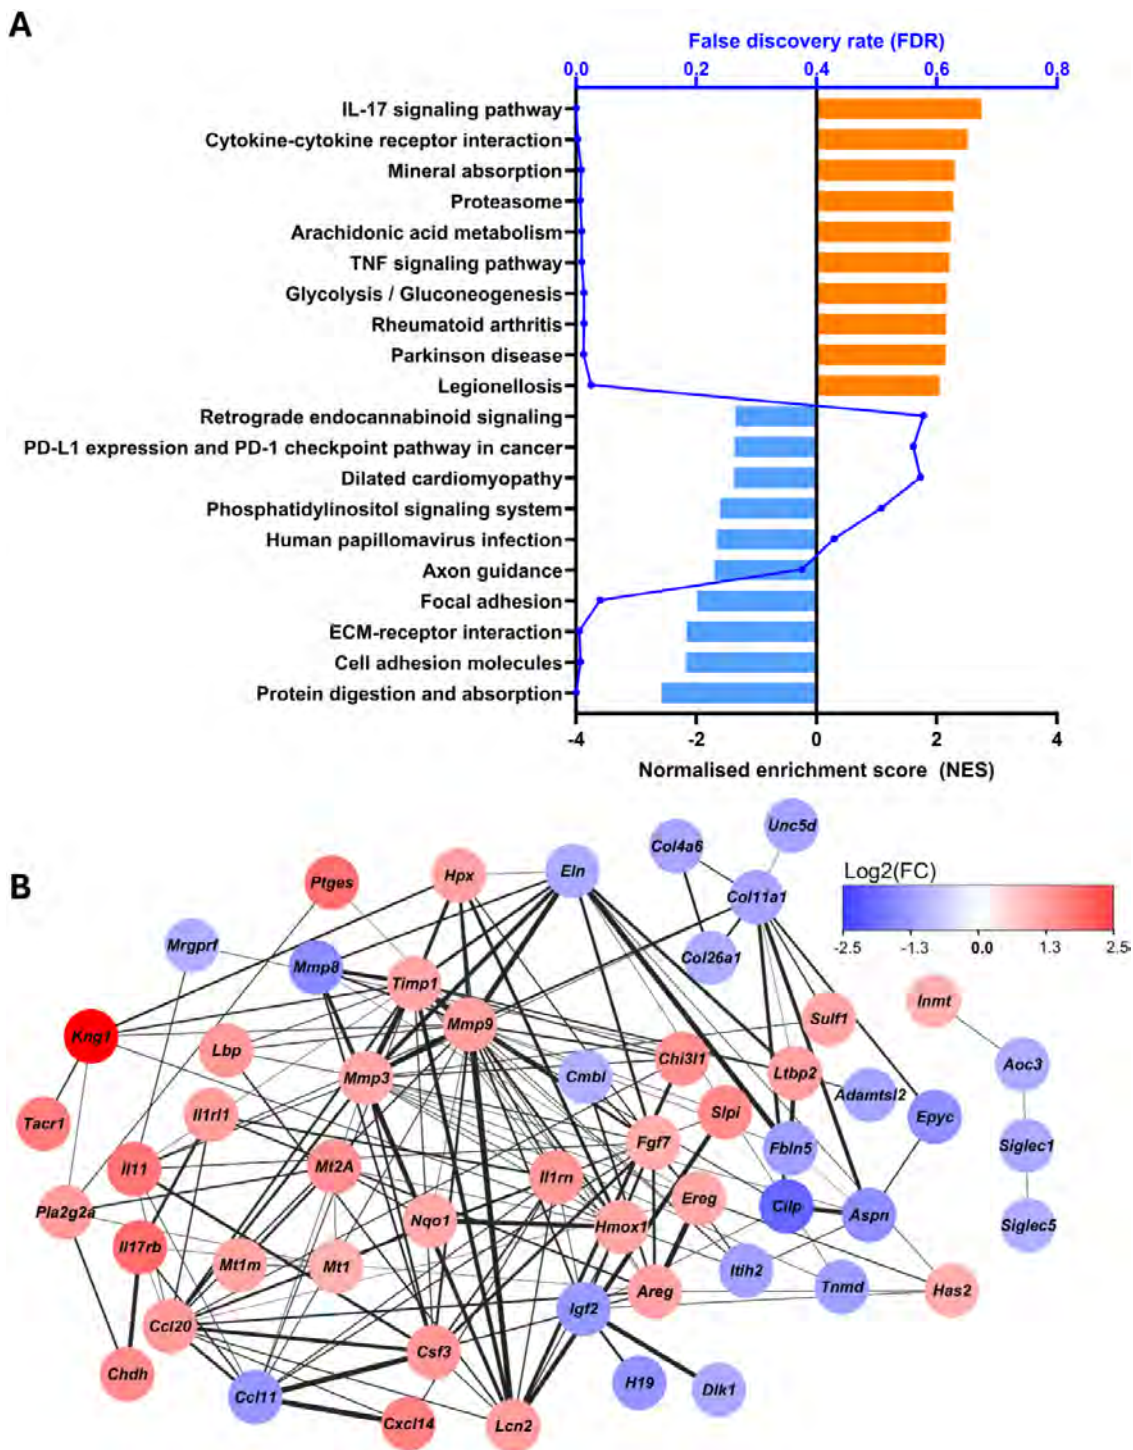 A
False discovery rate (FDR)
0.0 0.2 0.4 0.6 0.8
IL-17 signaling pathway
Cytokine-cytokine receptor interaction
Mineral absorption
Proteasome
Arachidonic acid metabolism
TNF signaling pathway
Glycolysis / Gluconeogenesis
Rheumatoid arthritis
Parkinson disease
Legionellosis
Retrograde endocannabinoid signaling
PD-L1 expression and PD-1 checkpoint pathway in cancer
Dilated cardiomyopathy
Phosphatidylinositol signaling system
Human papillomavirus infection
Axon guidance
Focal adhesion
ECM-receptor interaction
Cell adhesion molecules
Protein digestion and absorption
-4 -2 0 2 4
Normalised enrichment score (NES)
B
Log2(FC)
-2.5 -1.3 0.0 1.3 2.5
Unc5d
Col4a6
Eln
Hpx
Ptges
Col11a1
Mrgprf
Col26a1
Mmp8
Timp1
Inmt
Sulf1
Mmp9
Kng1
Lbp
Chi3l1
Aoc3
Mmp3
Cmbl
Ltbp2
Adamtsl2
Il1rl1
Slpi
Epyc
Tacr1
Fgf7
Fbln5
Siglec1
Il11
Mt2A
Il1rn
Ereg
Cilp
Aspn
Pla2g2a
Nqo1
Hmox1
Siglec5
Il17rb
Mt1m
Mt1
Itih2
Tnmd
Areg
Has2
Igf2
Ccl20
Csf3
Chdh
H19
Dlk1
Ccl11
Cxcl14
Lcn2